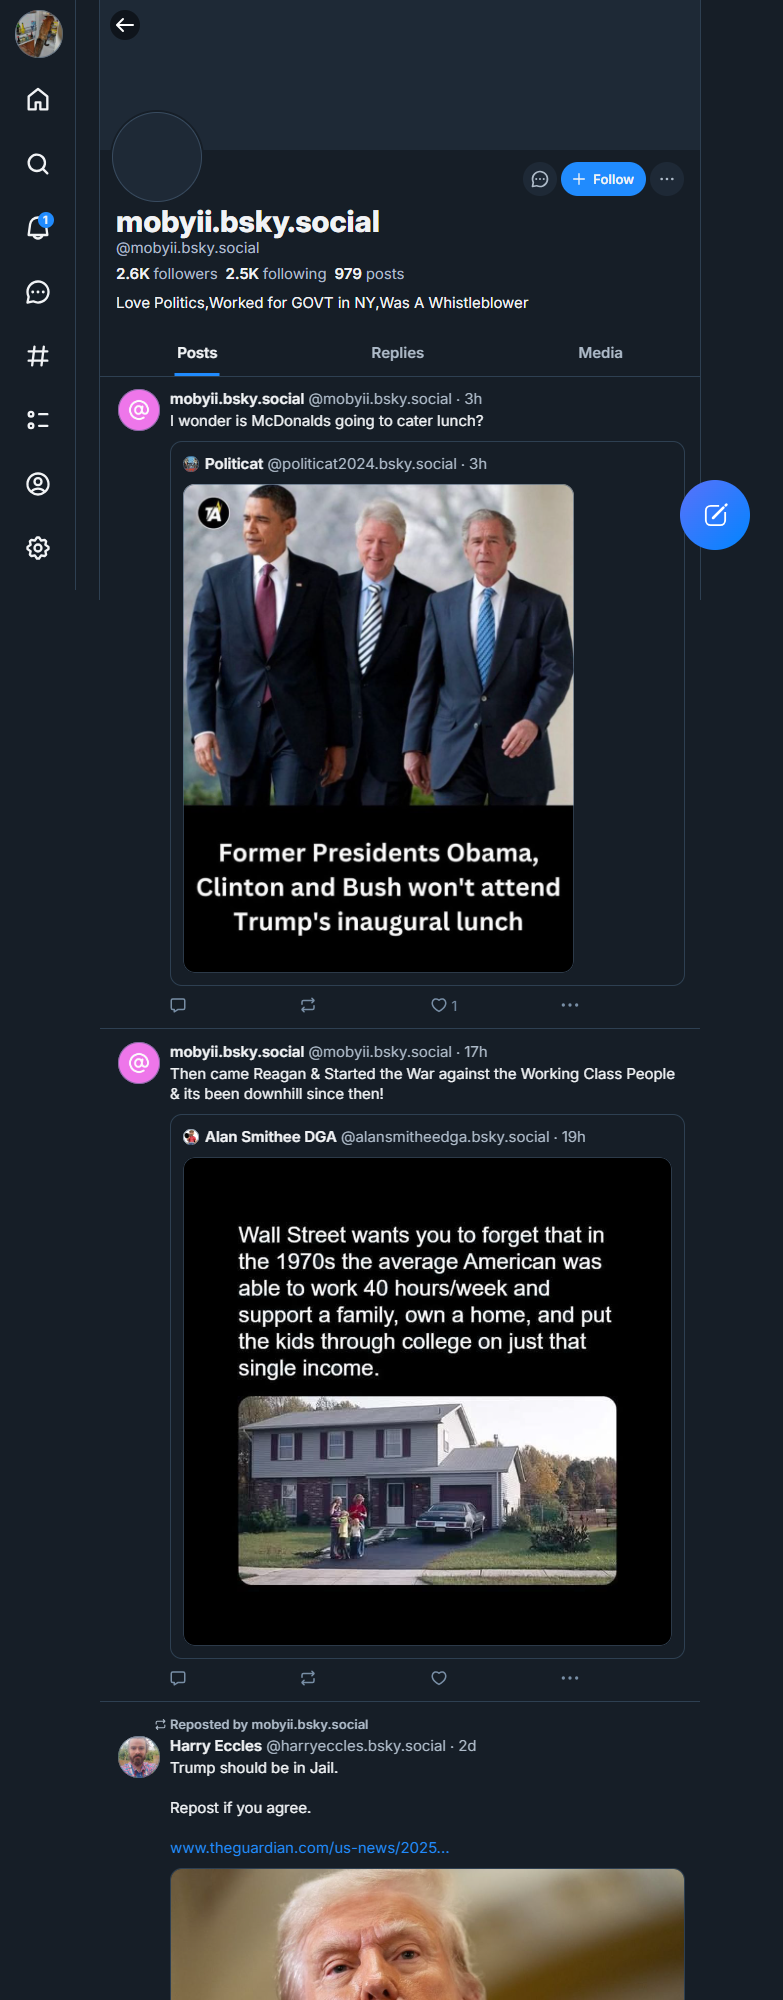 1
+ Follow
mobyii.bsky.social
@mobyii.bsky.social
2.6K followers 2.5K following 979 posts
Love Politics,Worked for GOVT in NY,Was A Whistleblower
Posts Replies Media
mobyii.bsky.social @mobyii.bsky.social · 3h
I wonder is McDonalds going to cater lunch?
Politicat @politicat2024.bsky.social · 3h
TA
Former Presidents Obama,
Clinton and Bush won't attend
Trump's inaugural lunch
1
@
mobyii.bsky.social @mobyii.bsky.social · 17h
Then came Reagan & Started the War against the Working Class People
& its been downhill since then!
Alan Smithee DGA @alansmitheedga.bsky.social · 19h
Wall Street wants you to forget that in
the 1970s the average American was
able to work 40 hours/week and
support a family, own a home, and put
the kids through college on just that
single income.
Reposted by mobyii.bsky.social
Harry Eccles @harryeccles.bsky.social · 2d
Trump should be in Jail.
Repost if you agree.
www.theguardian.com/us-news/2025...